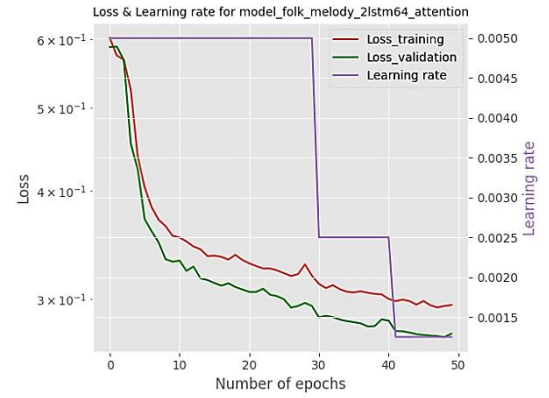 Loss & Learning rate for model_folk_melody_2lstm64_attention
Loss_training
Loss_validation
Learning rate
6 × 10⁻¹
5 × 10⁻¹
4 × 10⁻¹
3 × 10⁻¹
Loss
0.0050
0.0045
0.0040
0.0035
0.0030
0.0025
0.0020
0.0015
Learning rate
0 10 20 30 40 50
Number of epochs